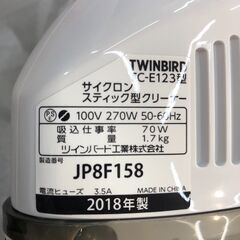 TWINBIRD
TC-E123型
サイクロン
スティック型クリーナー
100V 270W 50-60Hz
吸込仕事率 70W
質量 1.7kg
ツインバード工業株式会社
製造番号
JP8F158
電流ヒューズ 3.5A MADE IN CHINA
2018年製